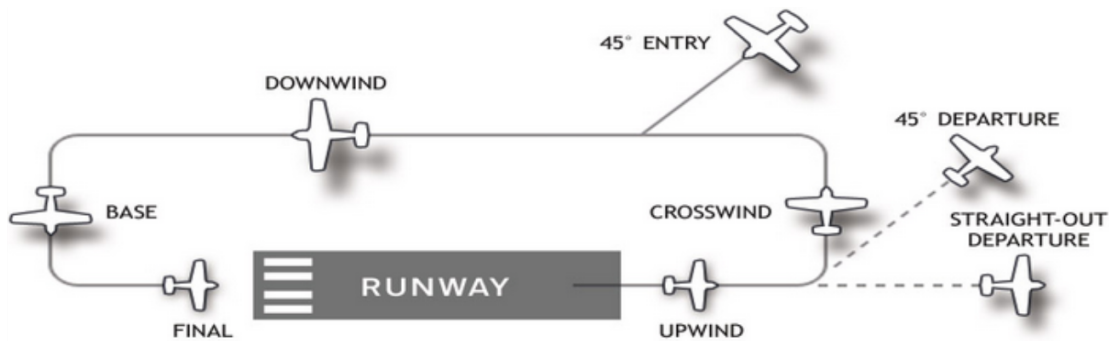 45° ENTRY
DOWNWIND
45° DEPARTURE
BASE
CROSSWIND
STRAIGHT-OUT
DEPARTURE
RUNWAY
FINAL
UPWIND